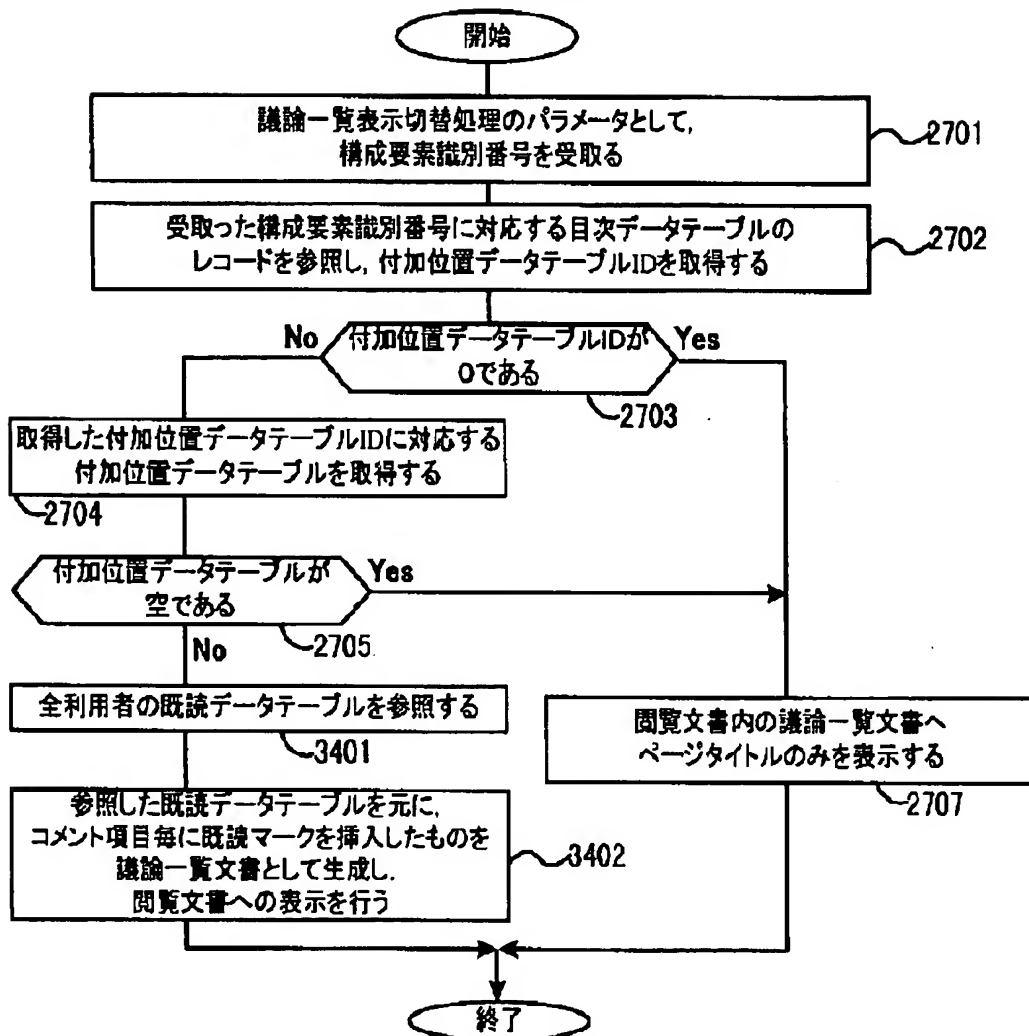 開始
議論一覧表示切替処理のパラメータとして,
構成要素識別番号を受取る
2701
受取った構成要素識別番号に対応する目次データテーブルの
レコードを参照し, 付加位置データテーブルIDを取得する
2702
No
付加位置データテーブルIDが
0である
Yes
2703
取得した付加位置データテーブルIDに対応する
付加位置データテーブルを取得する
2704
付加位置データテーブルが
空である
Yes
2705
No
全利用者の既読データテーブルを参照する
3401
閲覧文書内の議論一覧文書へ
ページタイトルのみを表示する
2707
参照した既読データテーブルを元に,
コメント項目毎に既読マークを挿入したものを
議論一覧文書として生成し,
閲覧文書への表示を行う
3402
終了